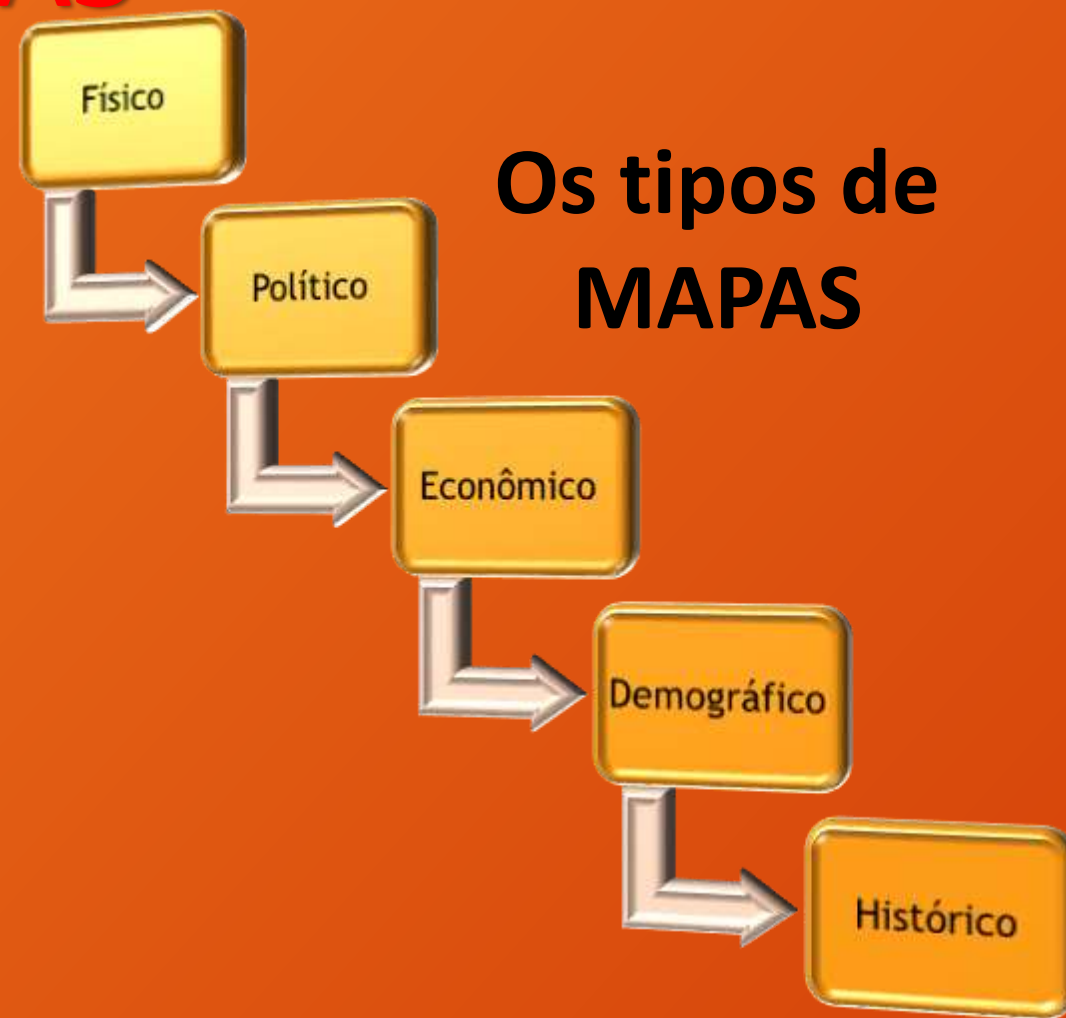 Físico
Os tipos de
MAPAS
Político
Econômico
Demográfico
Histórico